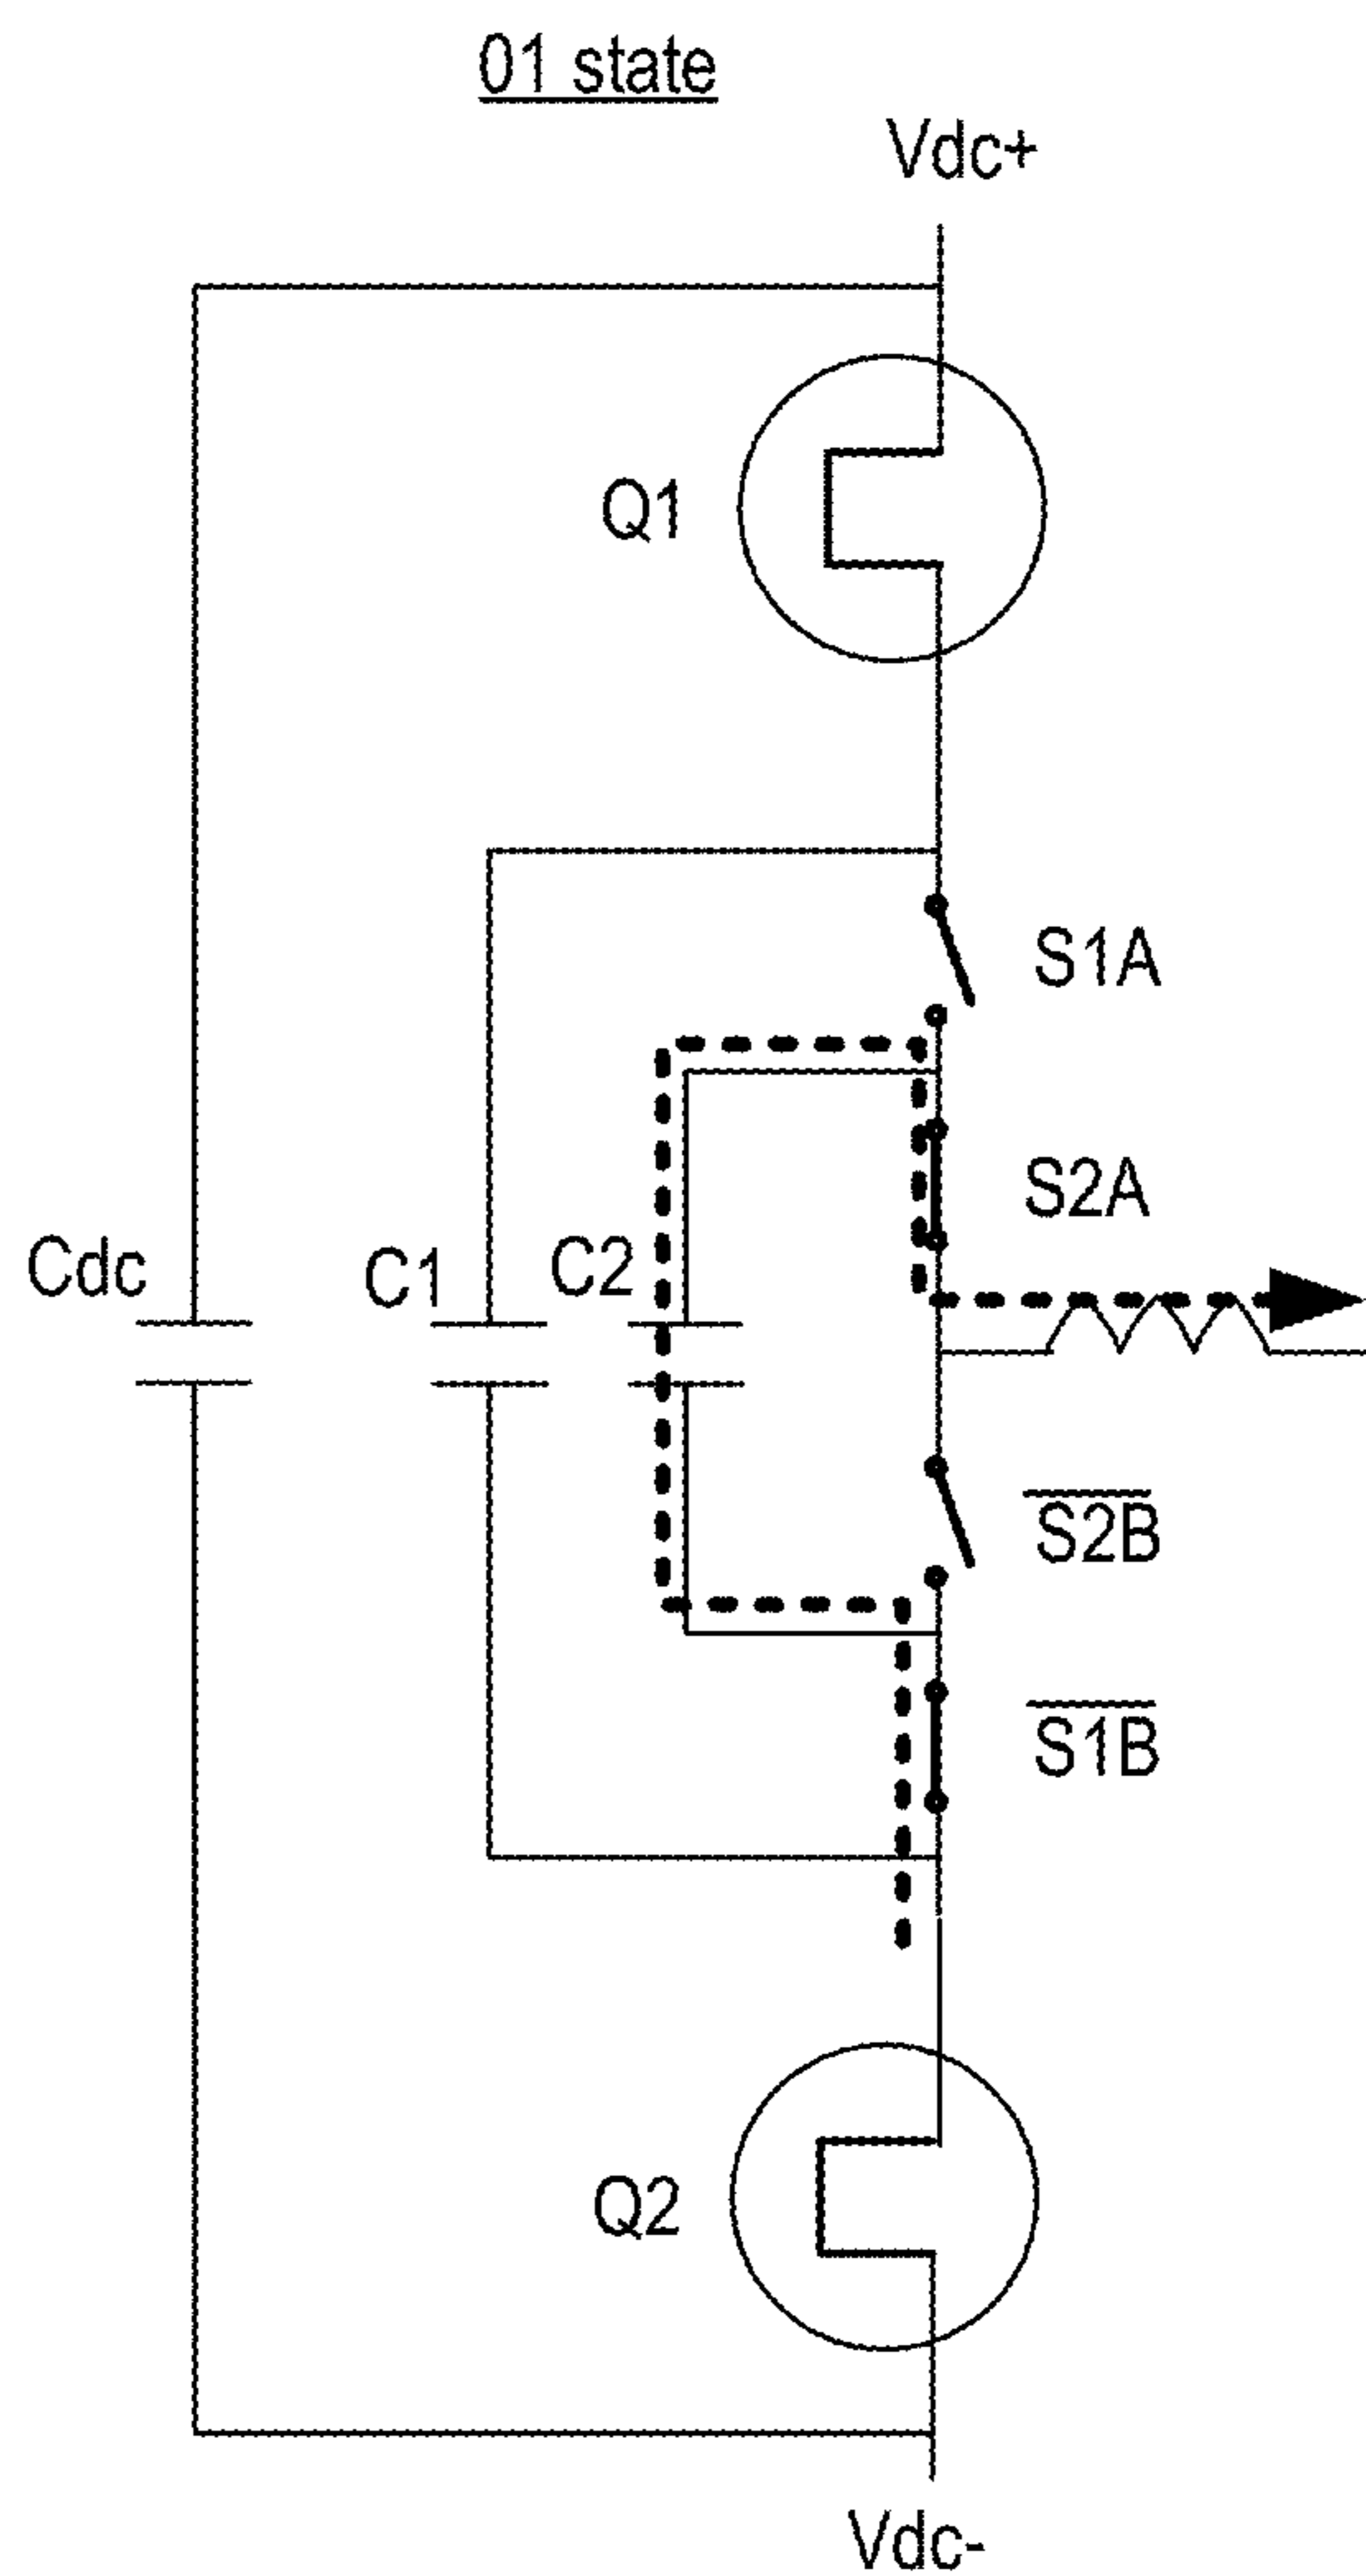 01 state
Vdc+
Q1
S1A
S2A
Cdc
C1
C2
S2B
S1B
Q2
Vdc-